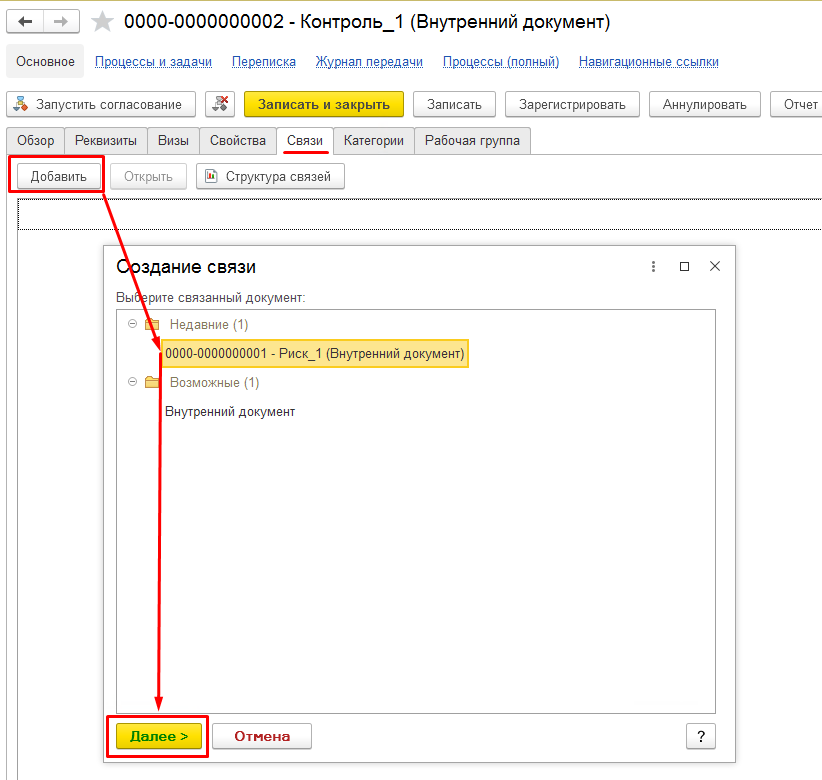 0000-0000000002 - Контроль_1 (Внутренний документ)
Основное Процессы и задачи Переписка Журнал передачи Процессы (полный) Навигационные ссылки
Запустить согласование Записать и закрыть Записать Зарегистрировать Аннулировать Отчет
Обзор Реквизиты Визы Свойства Связи Категории Рабочая группа
Добавить Открыть Структура связей
Создание связи
Выберите связанный документ:
Недавние (1)
0000-0000000001 - Риск_1 (Внутренний документ)
Возможные (1)
Внутренний документ
Далее > Отмена ?